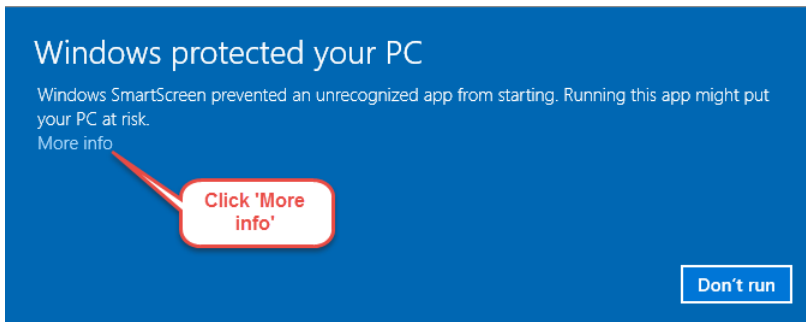 Windows protected your PC
Windows SmartScreen prevented an unrecognized app from starting. Running this app might put
your PC at risk.
More info
Click 'More
info'
Don't run